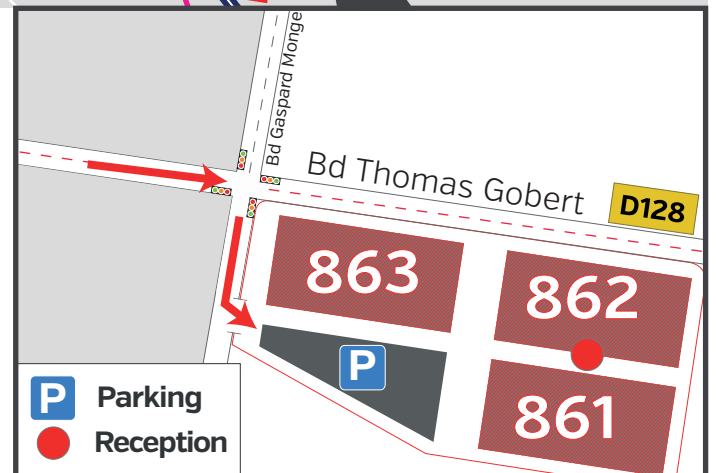 Bd Gaspard Monge
Bd Thomas Gobert
D128
863
862
P
861
P Parking
Reception